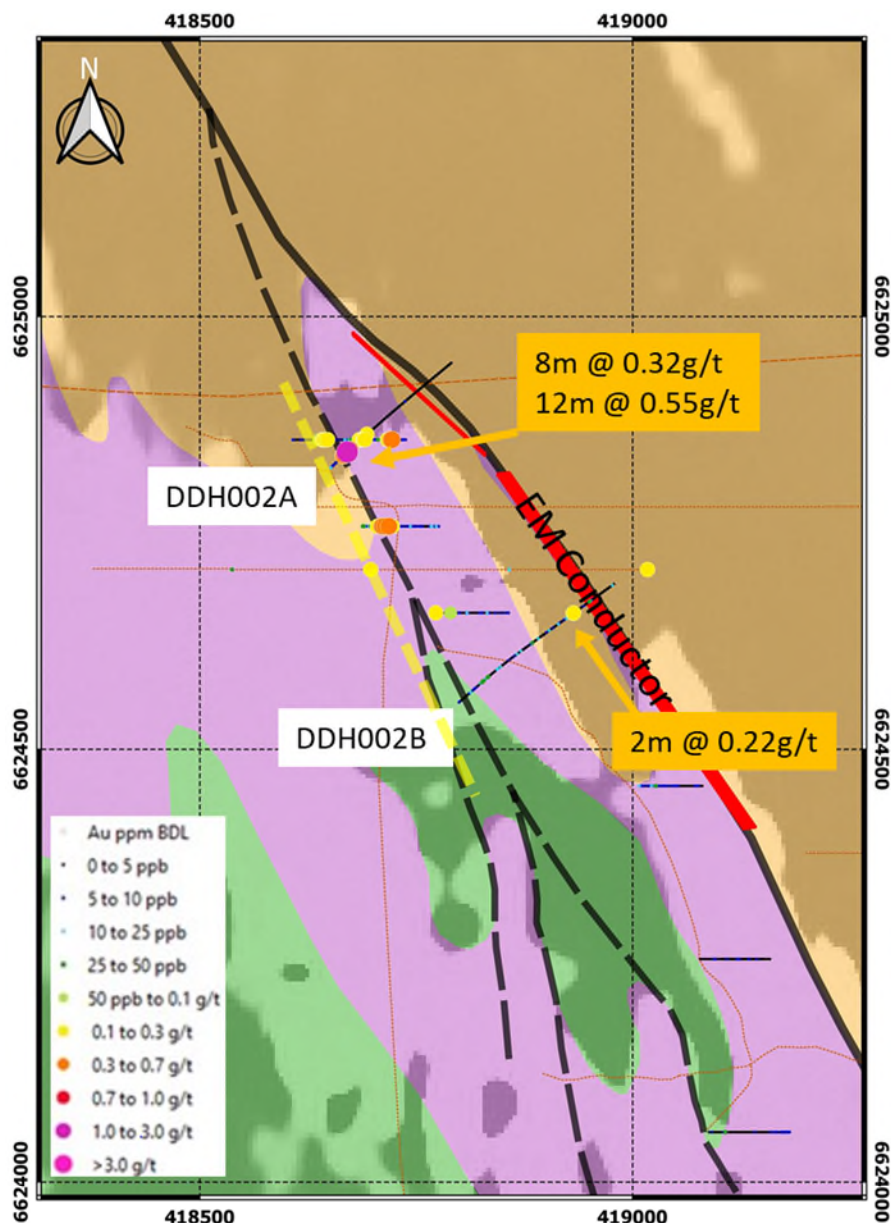 418500
419000
N
6625000
6625000
8m @ 0.32g/t
12m @ 0.55g/t
DDH002A
EM Conductor
DDH002B
2m @ 0.22g/t
6624500
6624500
Au ppm BDL
0 to 5 ppb
5 to 10 ppb
10 to 25 ppb
25 to 50 ppb
50 ppb to 0.1 g/t
0.1 to 0.3 g/t
0.3 to 0.7 g/t
0.7 to 1.0 g/t
1.0 to 3.0 g/t
>3.0 g/t
6624000
6624000
418500
419000